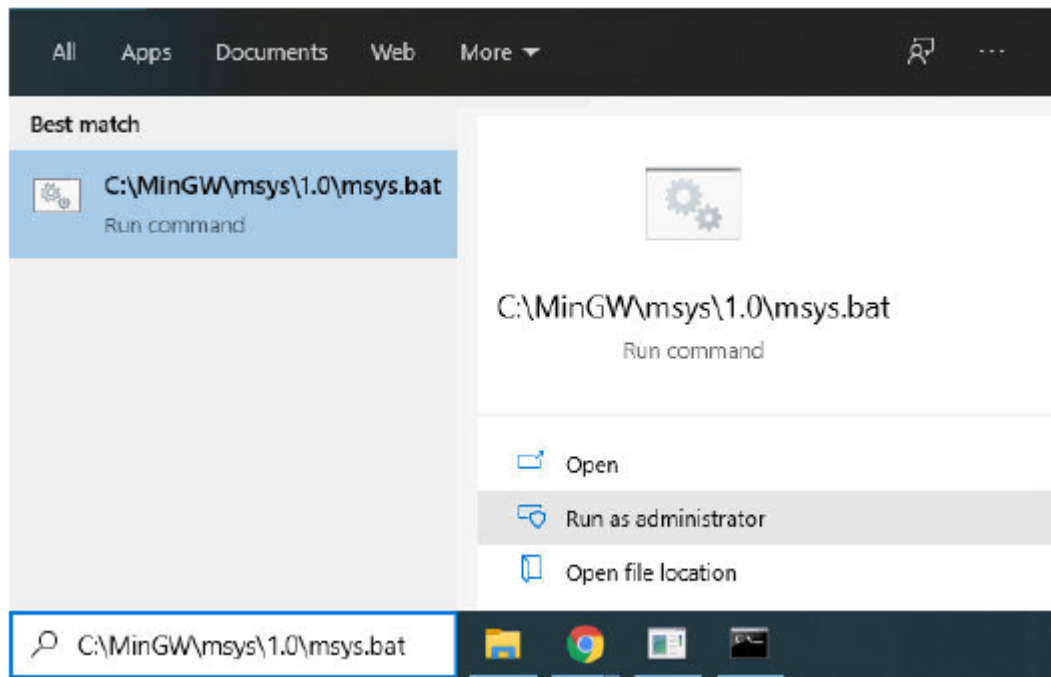 All Apps Documents Web More
Best match
C:\MinGW\msys\1.0\msys.bat
Run command
C:\MinGW\msys\1.0\msys.bat
Run command
Open
Run as administrator
Open file location
C:\MinGW\msys\1.0\msys.bat